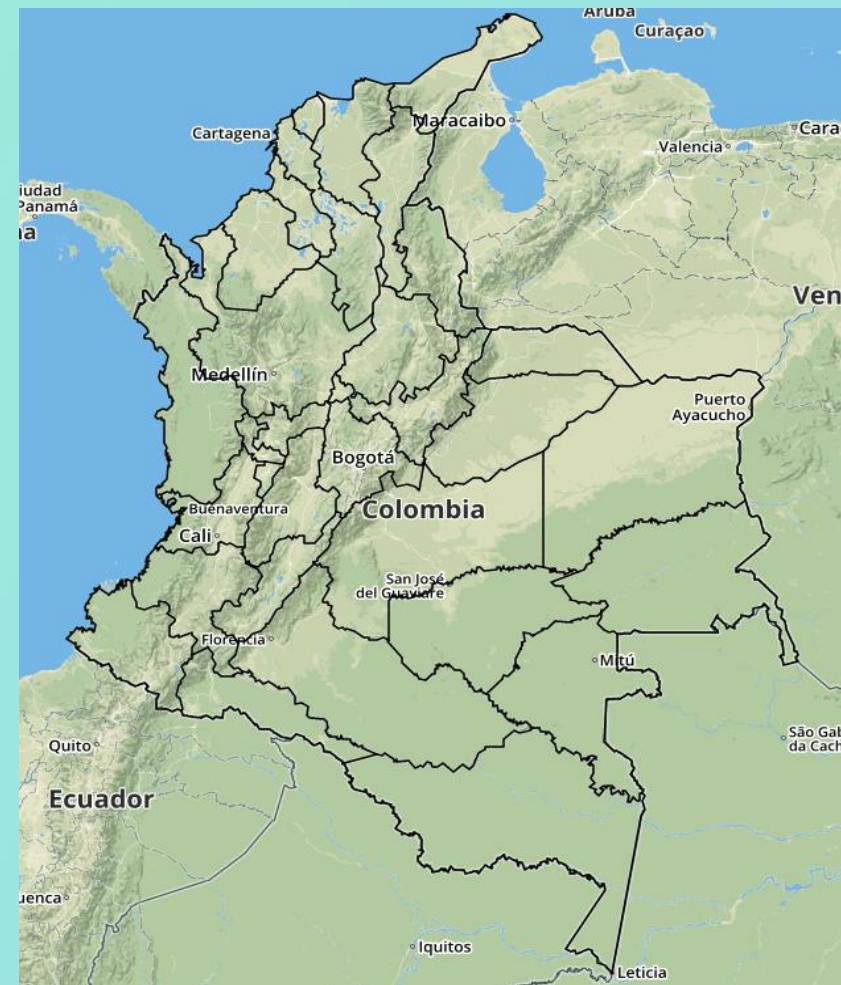 Aruba
Curaçao
Maracaibo
Cartagena
Cara
Valencia
iudad
Panamá
na
Ven
Medellín
Puerto
Ayacucho
Bogotá
Colombia
Buenaventura
Cali
San José
del Guaviare
Florencia
Mitú
São Gab
da Cach
Quito
Ecuador
uenca
Iquitos
Leticia